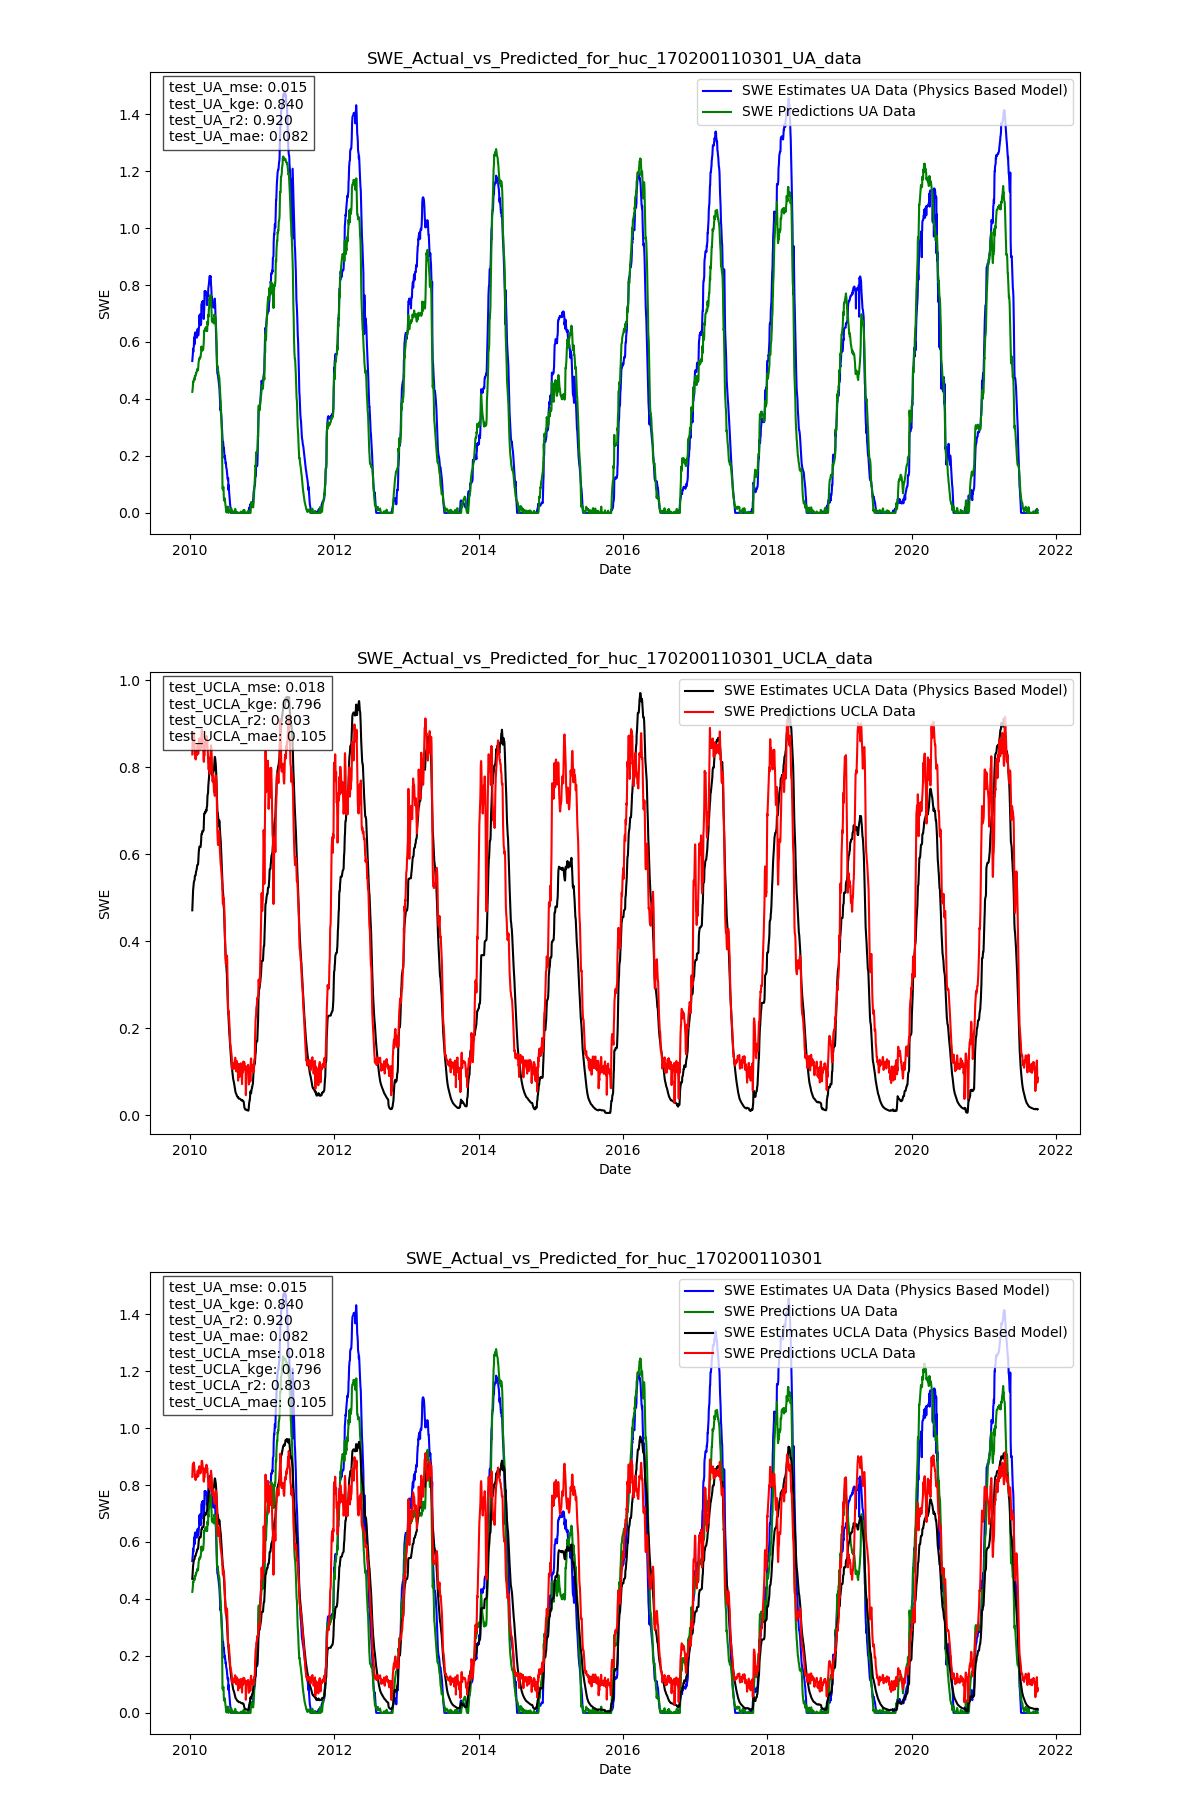 SWE_Actual_vs_Predicted_for_huc_170200110301_UA_data
test_UA_mse: 0.015
test_UA_kge: 0.840
test_UA_r2: 0.920
test_UA_mae: 0.082
SWE Estimates UA Data (Physics Based Model)
SWE Predictions UA Data
1.4
1.2
1.0
0.8
0.6
0.4
0.2
0.0
SWE
2010 2012 2014 2016 2018 2020 2022
Date
SWE_Actual_vs_Predicted_for_huc_170200110301_UCLA_data
test_UCLA_mse: 0.018
test_UCLA_kge: 0.796
test_UCLA_r2: 0.803
test_UCLA_mae: 0.105
SWE Estimates UCLA Data (Physics Based Model)
SWE Predictions UCLA Data
1.0
0.8
0.6
0.4
0.2
0.0
SWE
2010 2012 2014 2016 2018 2020 2022
Date
SWE_Actual_vs_Predicted_for_huc_170200110301
test_UA_mse: 0.015
test_UA_kge: 0.840
test_UA_r2: 0.920
test_UA_mae: 0.082
test_UCLA_mse: 0.018
test_UCLA_kge: 0.796
test_UCLA_r2: 0.803
test_UCLA_mae: 0.105
SWE Estimates UA Data (Physics Based Model)
SWE Predictions UA Data
SWE Estimates UCLA Data (Physics Based Model)
SWE Predictions UCLA Data
1.4
1.2
1.0
0.8
0.6
0.4
0.2
0.0
SWE
2010 2012 2014 2016 2018 2020 2022
Date